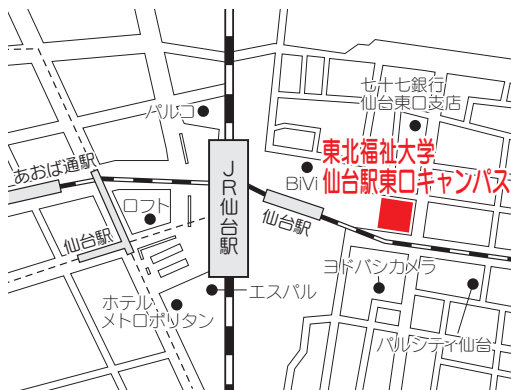 七十七銀行
仙台東口支店
パルコ
東北福祉大学
仙台駅東口キャンパス
BiVi
あおば通駅
JR仙台駅
ロフト
仙台駅
仙台駅
ヨドバシカメラ
エスパル
ホテル
メトロポリタン
パルシティ仙台